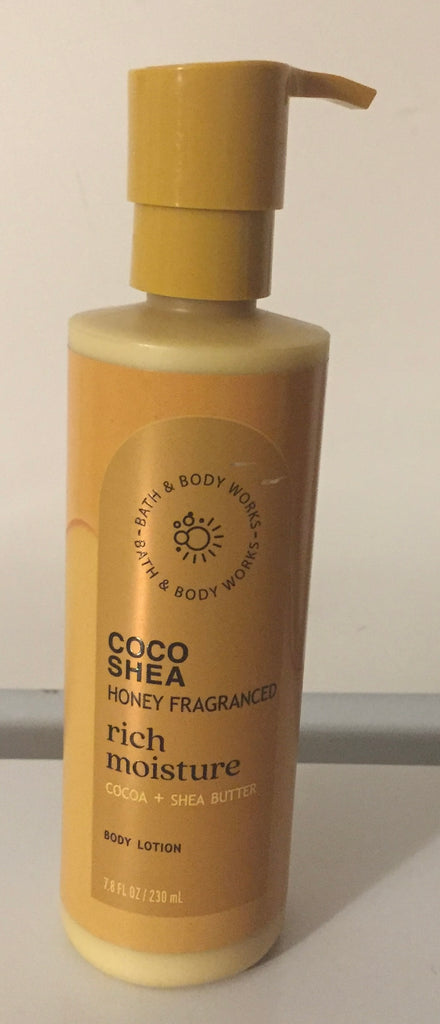 BATH & BODY WORKS - BATH & BODY WORKS -
COCO
SHEA
HONEY FRAGRANCED
rich
moisture
COCOA + SHEA BUTTER
BODY LOTION
7.8 FL OZ / 230 mL